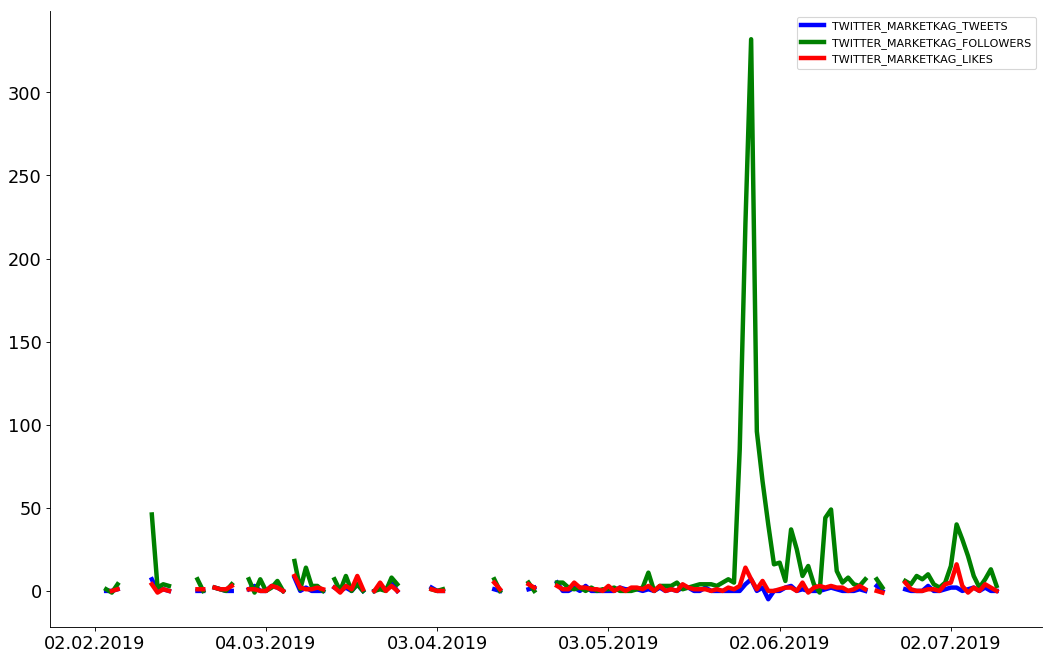 TWITTER_MARKETKAG_TWEETS
TWITTER_MARKETKAG_FOLLOWERS
TWITTER_MARKETKAG_LIKES
300
250
200
150
100
50
0
02.02.2019 04.03.2019 03.04.2019 03.05.2019 02.06.2019 02.07.2019